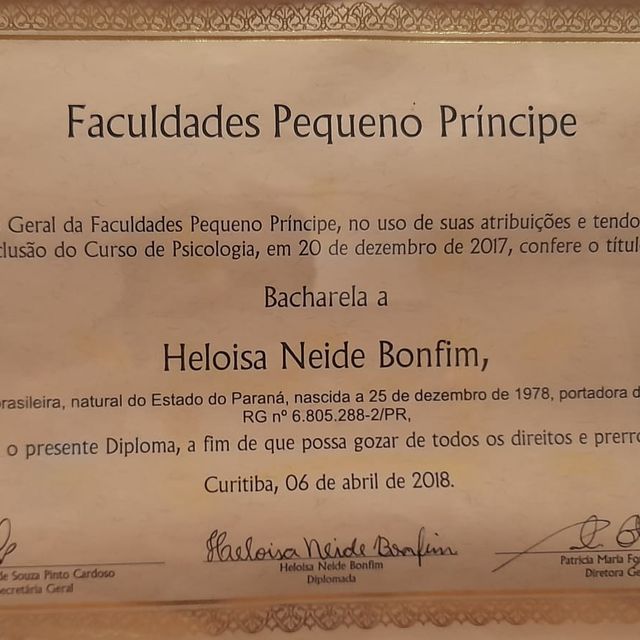 Faculdades Pequeno Príncipe
Geral da Faculdades Pequeno Príncipe, no uso de suas atribuições e tendo
clusão do Curso de Psicologia, em 20 de dezembro de 2017, confere o títul
Bacharela a
Heloisa Neide Bonfim,
rasileira, natural do Estado do Paraná, nascida a 25 de dezembro de 1978, portadora d
RG nº 6.805.288-2/PR,
o presente Diploma, a fim de que possa gozar de todos os direitos e prerro
Curitiba, 06 de abril de 2018.
Haeloisa Neide Bonfim
de Souza Pinto Cardoso
ecretária Geral
Heloisa Neide Bonfim
Diplomada
Patricia Maria Fo
Diretora Ge